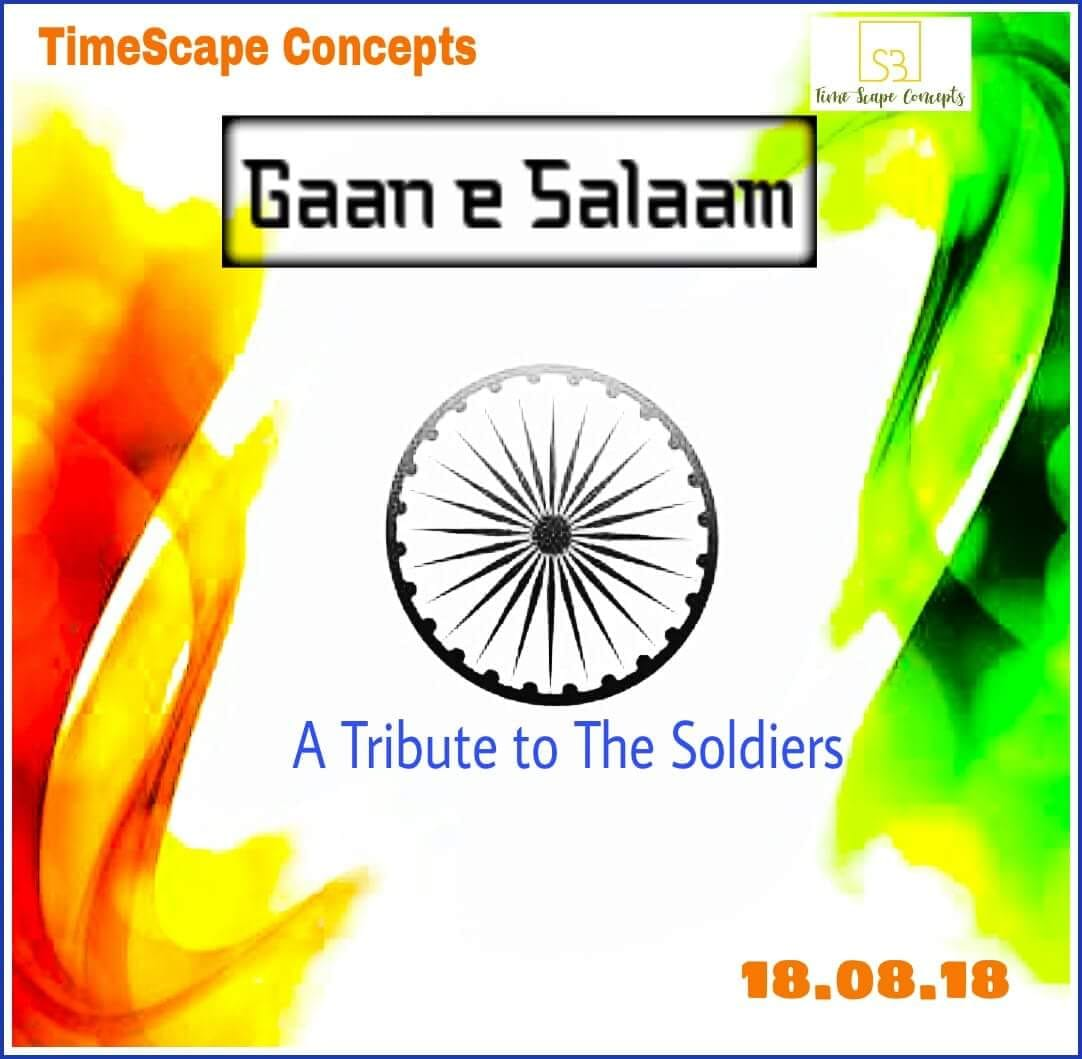 TimeScape Concepts
SB
Time Scape Concepts
Gaan e Salaam
A Tribute to The Soldiers
18.08.18